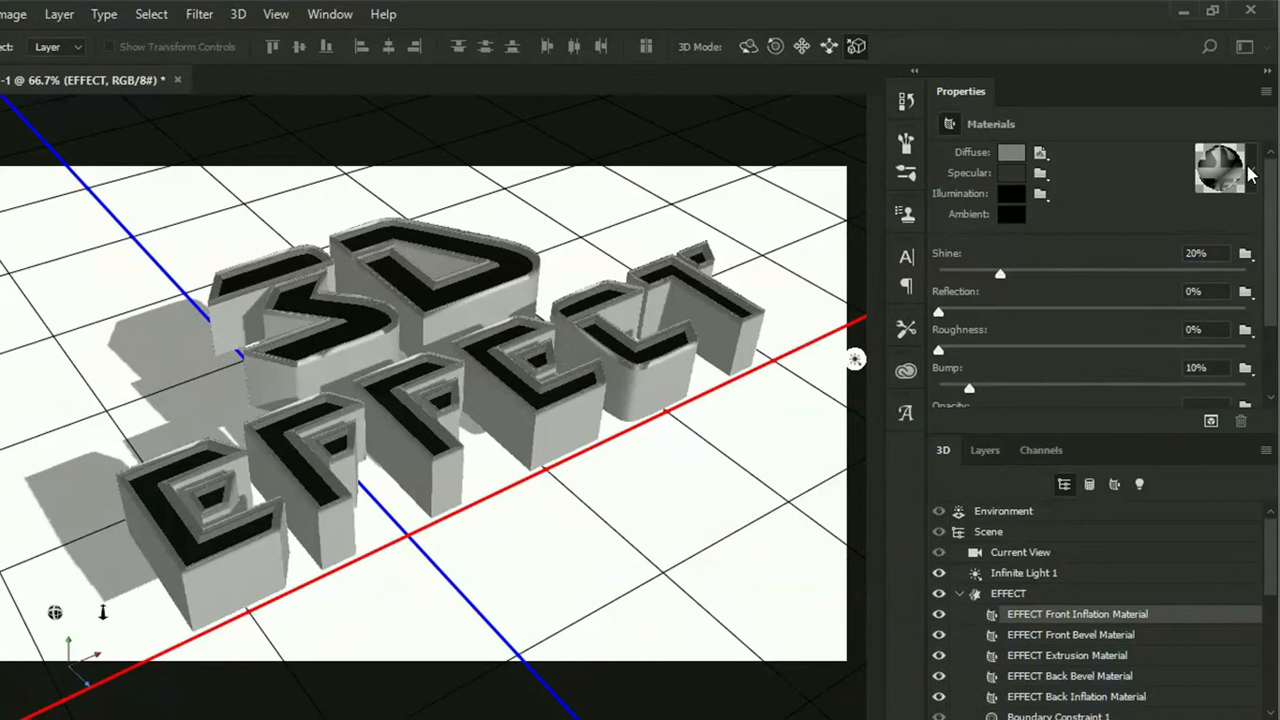 mage Layer Type Select Filter 3D View Window Help
ct: Layer Show Transform Controls 3D Mode:
-1 @ 66.7% (EFFECT, RGB/8#) * ×
Properties
Materials
Diffuse:
Specular:
Illumination:
Ambient:
Shine: 20%
Reflection: 0%
Roughness: 0%
Bump: 10%
Opacity:
3D Layers Channels
Environment
Scene
Current View
Infinite Light 1
EFFECT
EFFECT Front Inflation Material
EFFECT Front Bevel Material
EFFECT Extrusion Material
EFFECT Back Bevel Material
EFFECT Back Inflation Material
Boundary Constraint 1
3D
EFFECT